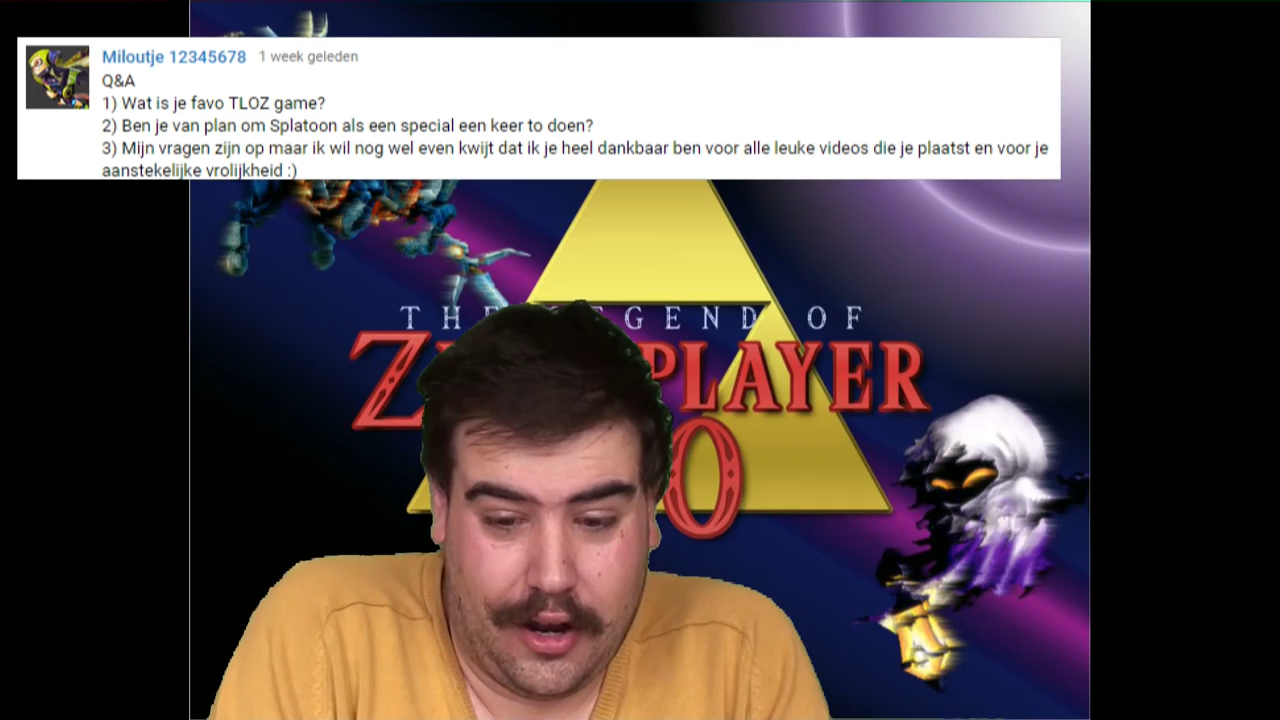 Miloutje 12345678 1 week geleden
Q&A
1) Wat is je favo TLOZ game?
2) Ben je van plan om Splatoon als een special een keer to doen?
3) Mijn vragen zijn op maar ik wil nog wel even kwijt dat ik je heel dankbaar ben voor alle leuke videos die je plaatst en voor je
aanstekelijke vrolijkheid :)
THE LEGEND OF
PLAYER